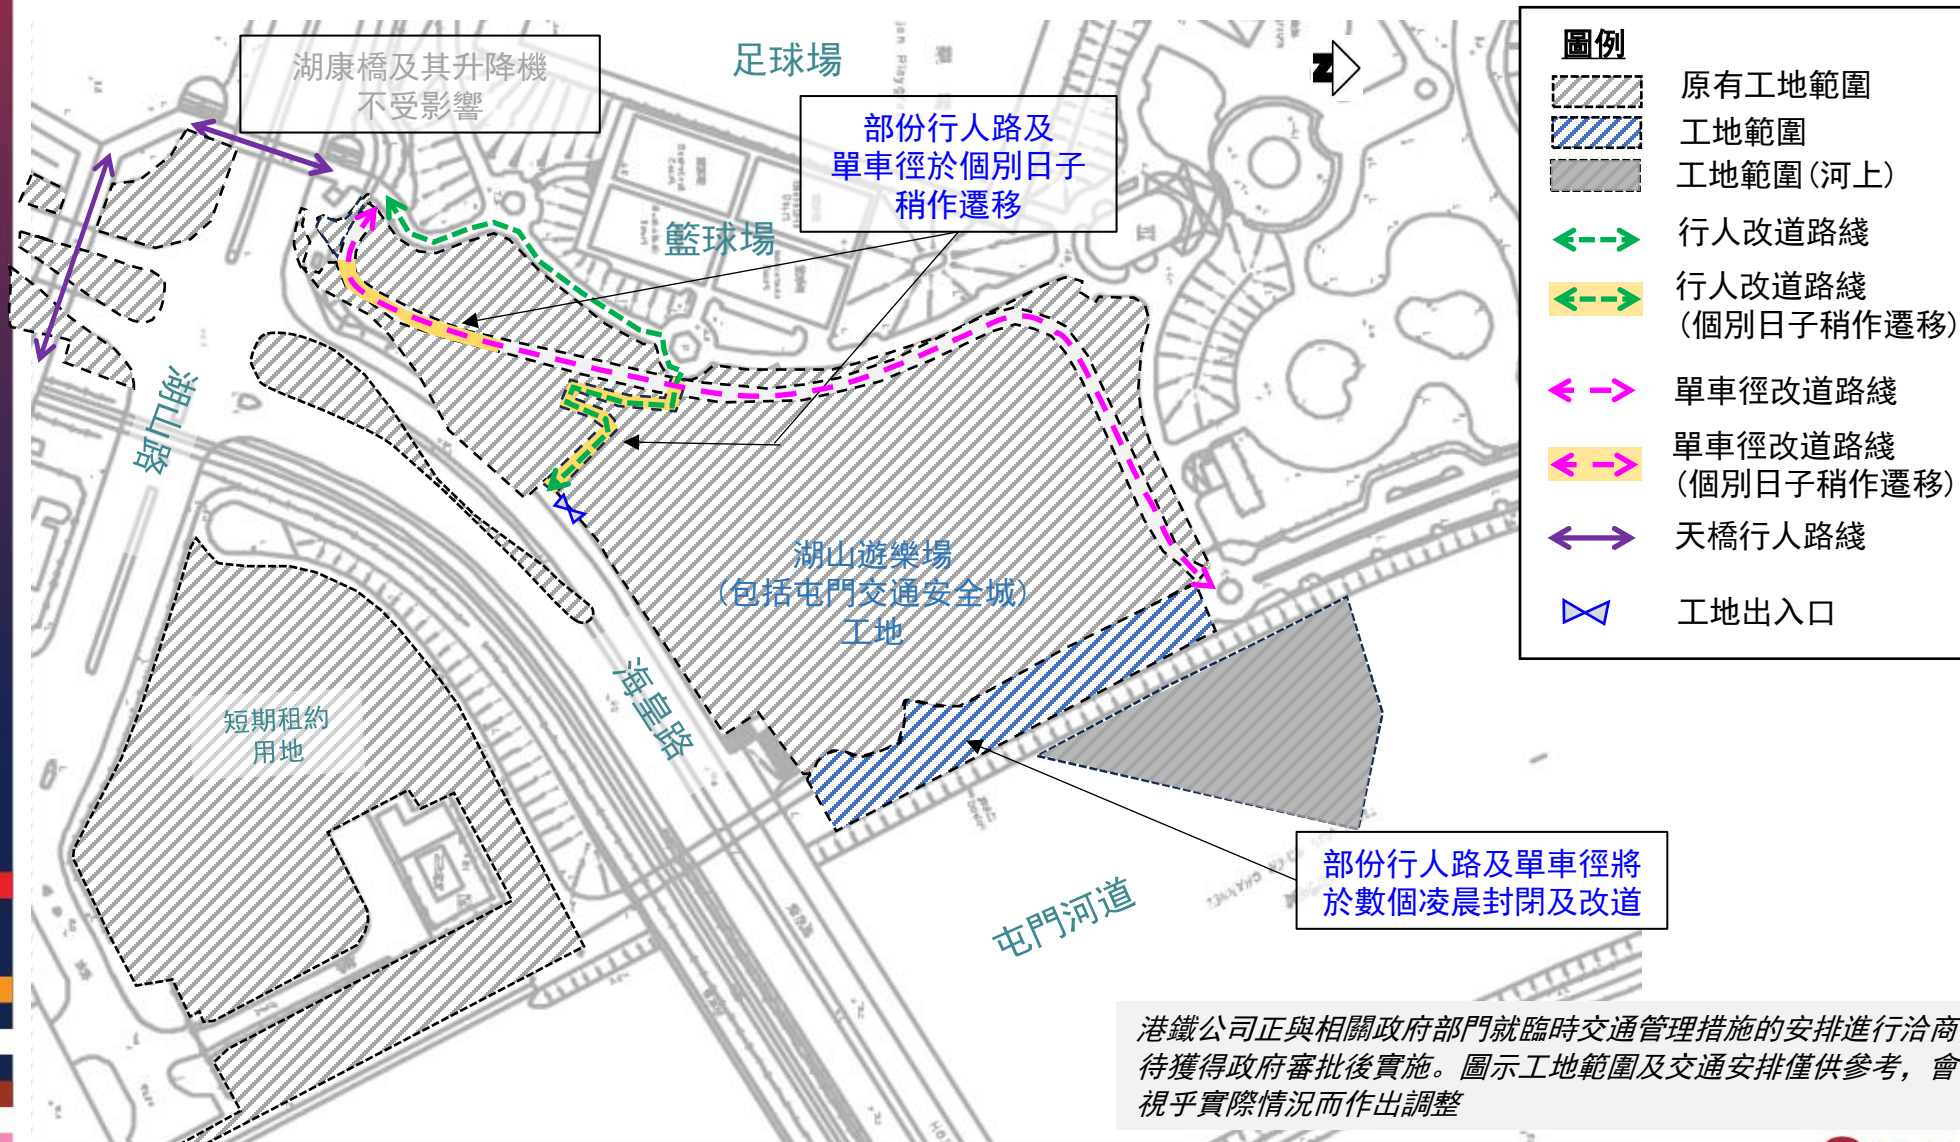 湖康橋及其升降機
不受影響
足球場
部份行人路及
單車徑於個別日子
稍作遷移
籃球場
N
圖例
原有工地範圍
工地範圍
工地範圍(河上)
行人改道路綫
行人改道路綫
(個別日子稍作遷移)
單車徑改道路綫
單車徑改道路綫
(個別日子稍作遷移)
天橋行人路綫
工地出入口
湖山路
湖山遊樂場
(包括屯門交通安全城)
工地
海皇路
短期租約
用地
部份行人路及單車徑將
於數個凌晨封閉及改道
屯門河道
港鐵公司正與相關政府部門就臨時交通管理措施的安排進行洽商
待獲得政府審批後實施。圖示工地範圍及交通安排僅供參考，會
視乎實際情況而作出調整